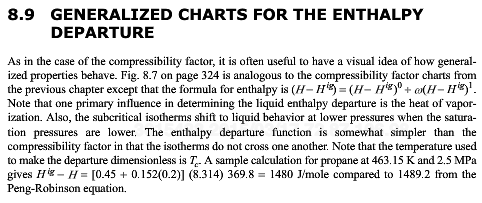 8.9 GENERALIZED CHARTS FOR THE ENTHALPY
DEPARTURE
As in the case of the compressibility factor, it is often useful to have a visual idea of how general-
ized properties behave. Fig. 8.7 on page 324 is analogous to the compressibility factor charts from
the previous chapter except that the formula for enthalpy is (H– H^ig) = (H– H^ig)^0 + ω(H– H^ig)^1.
Note that one primary influence in determining the liquid enthalpy departure is the heat of vapor-
ization. Also, the subcritical isotherms shift to liquid behavior at lower pressures when the satura-
tion pressures are lower. The enthalpy departure function is somewhat simpler than the
compressibility factor in that the isotherms do not cross one another. Note that the temperature used
to make the departure dimensionless is T_c. A sample calculation for propane at 463.15 K and 2.5 MPa
gives H^ig – H = [0.45 + 0.152(0.2)] (8.314) 369.8 = 1480 J/mole compared to 1489.2 from the
Peng-Robinson equation.